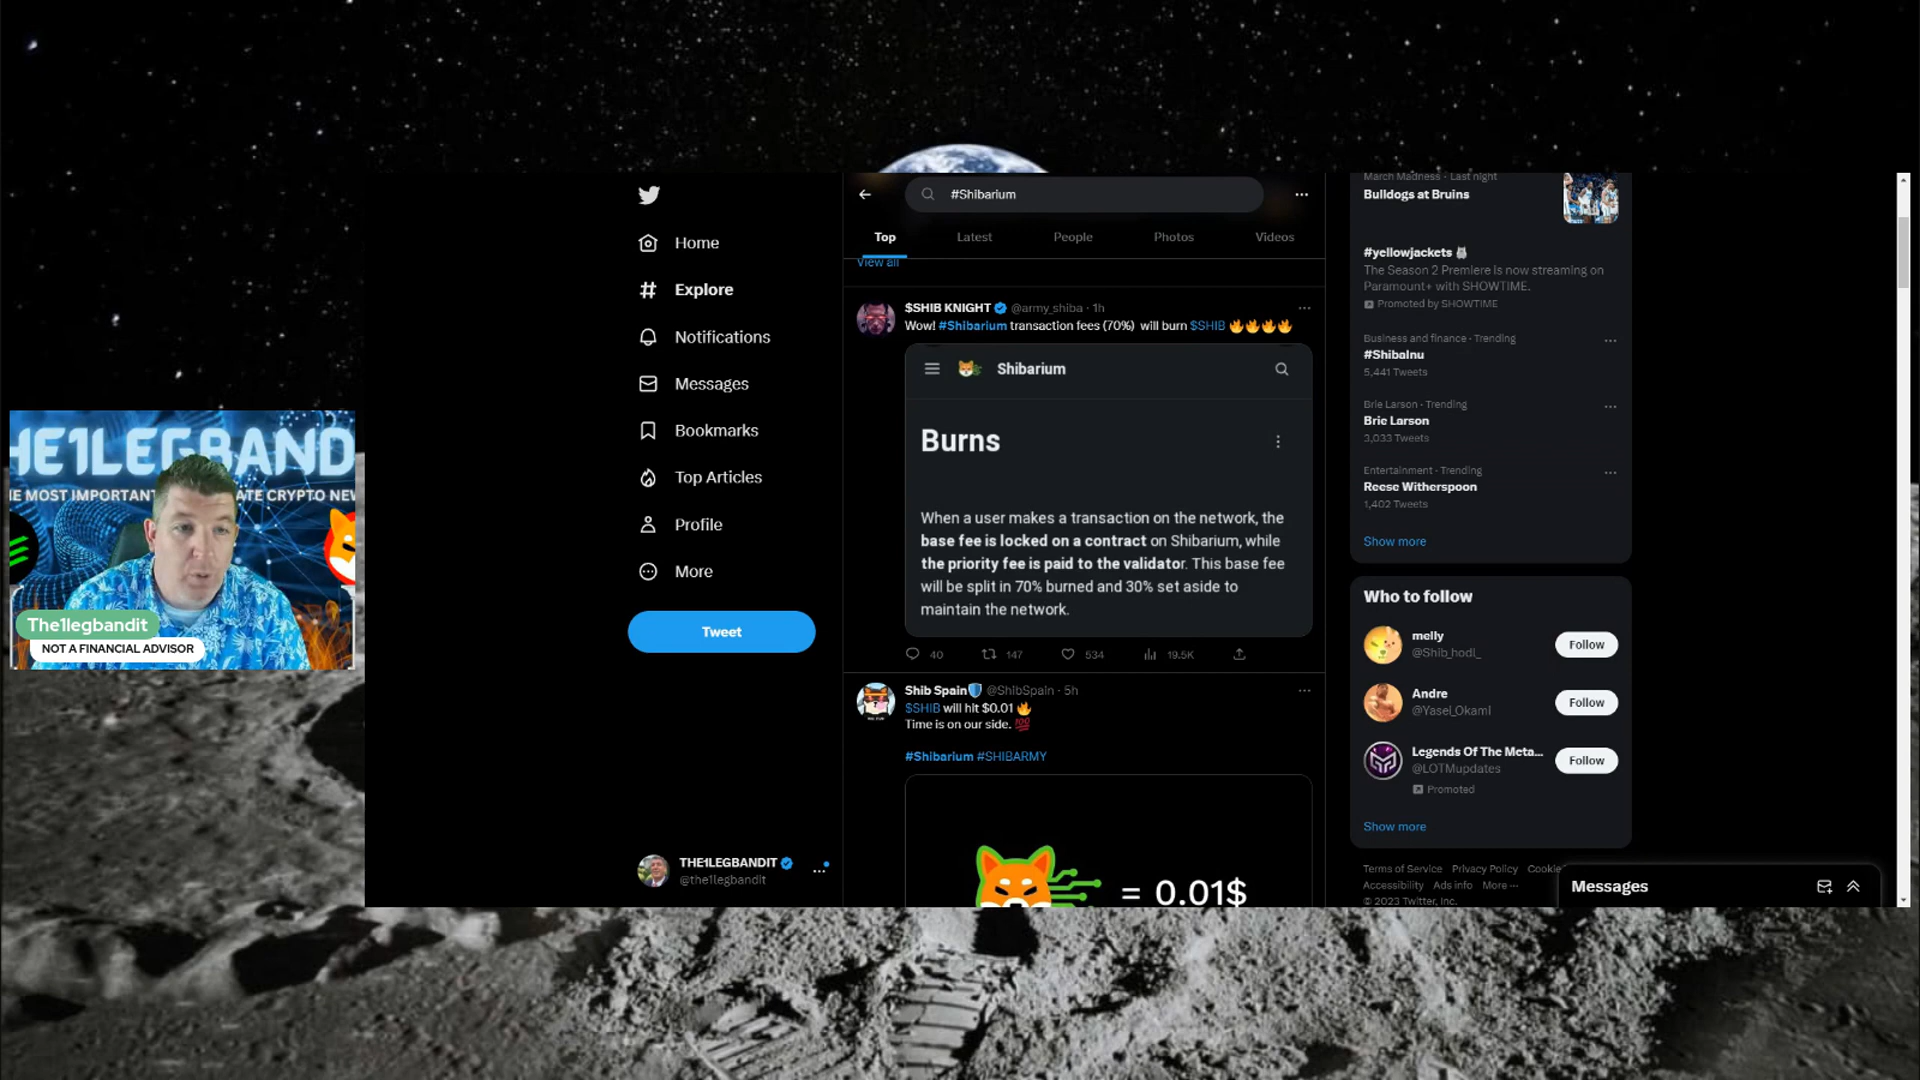 HE1LEGBAND
E MOST IMPORTANT
ATE CRYPTO NEW
The1legbandit
NOT A FINANCIAL ADVISOR
Home
Explore
Notifications
Messages
Bookmarks
Top Articles
Profile
More
Tweet
THE1LEGBANDIT
@the1legbandit
#Shibarium
Top
Latest
People
Photos
Videos
View all
$SHIB KNIGHT @army_shiba · 1h
Wow! #Shibarium transaction fees (70%) will burn $SHIB 🔥🔥🔥🔥
Shibarium
Burns
When a user makes a transaction on the network, the
base fee is locked on a contract on Shibarium, while
the priority fee is paid to the validator. This base fee
will be split in 70% burned and 30% set aside to
maintain the network.
40 147 534 19.5K
Shib Spain🛡️ @ShibSpain · 5h
$SHIB will hit $0.01 🔥
Time is on our side. 💯
#Shibarium #SHIBARMY
= 0.01$
March Madness · Last night
Bulldogs at Bruins
#yellowjackets
The Season 2 Premiere is now streaming on
Paramount+ with SHOWTIME.
Promoted by SHOWTIME
Business and finance · Trending
#ShibaInu
5,441 Tweets
Brie Larson · Trending
Brie Larson
3,033 Tweets
Entertainment · Trending
Reese Witherspoon
1,402 Tweets
Show more
Who to follow
melly
@Shib_hodl_
Follow
Andre
@Yasel_Okami
Follow
Legends Of The Meta...
@LOTMupdates
Follow
Promoted
Show more
Terms of Service Privacy Policy Cookie
Accessibility Ads info More ···
© 2023 Twitter, Inc.
Messages